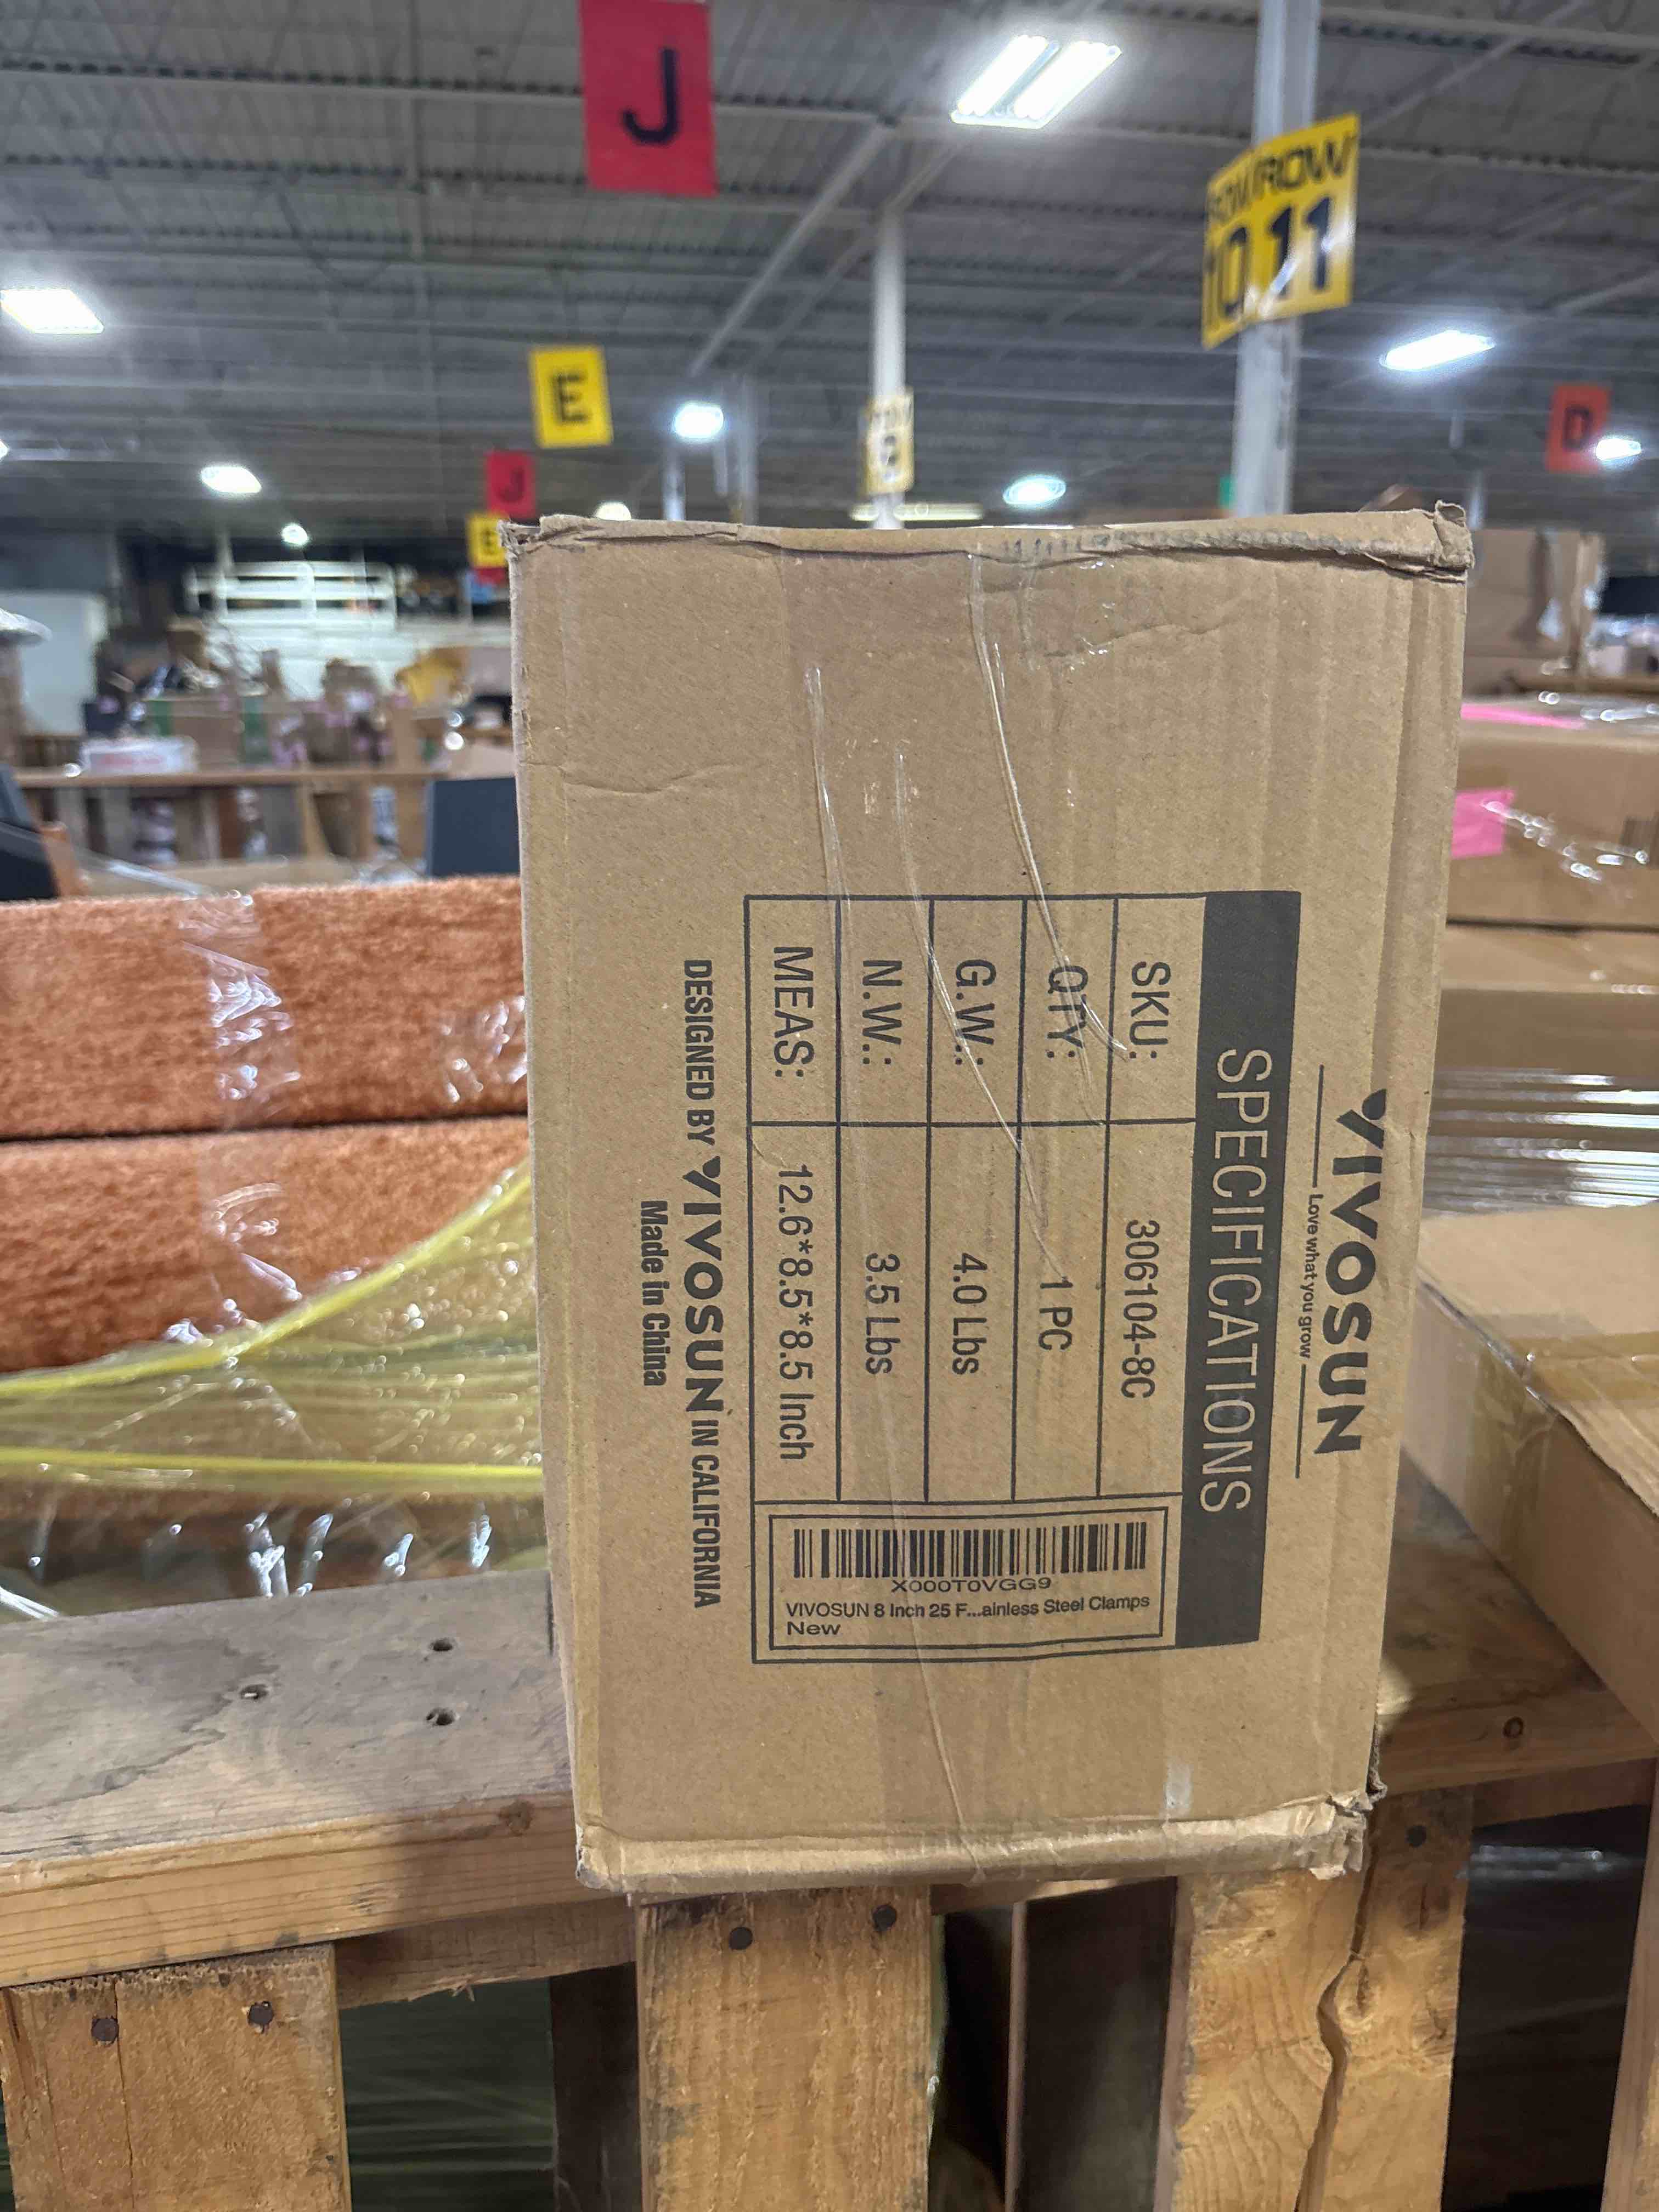 J
ROW
10 11
E
J
E
D
VIVOSUN
Love what you grow
SPECIFICATIONS
SKU: 306104-8C
QTY: 1 PC
G.W.: 4.0 Lbs
N.W.: 3.5 Lbs
MEAS: 12.6*8.5*8.5 Inch
X000T0VGG9
VIVOSUN 8 Inch 25 F...ainless Steel Clamps
New
DESIGNED BY VIVOSUN IN CALIFORNIA
Made in China